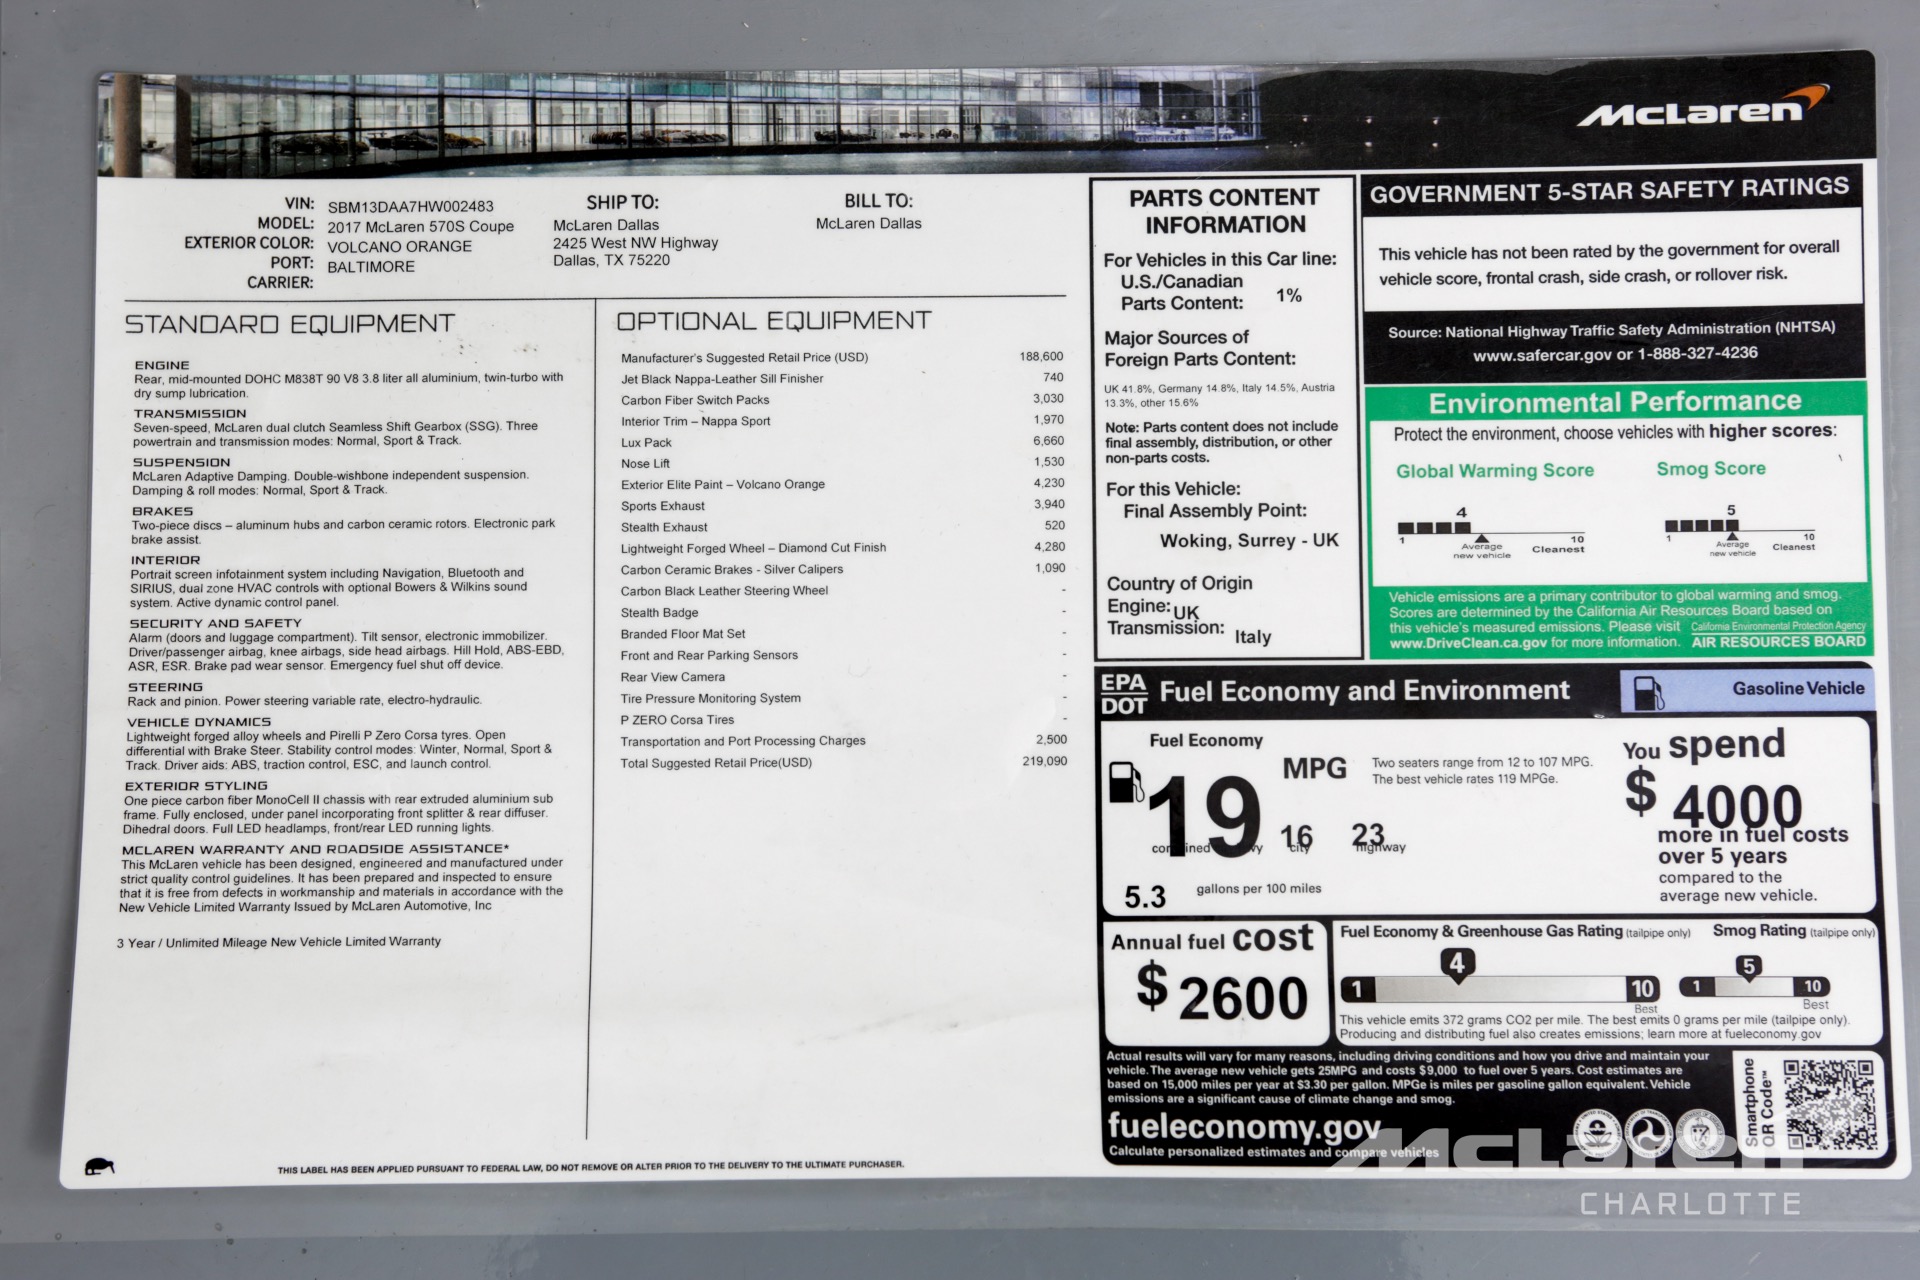 McLaren
VIN: SBM13DAA7HW002483
MODEL: 2017 McLaren 570S Coupe
EXTERIOR COLOR: VOLCANO ORANGE
PORT: BALTIMORE
CARRIER:
SHIP TO:
McLaren Dallas
2425 West NW Highway
Dallas, TX 75220
BILL TO:
McLaren Dallas
STANDARD EQUIPMENT
ENGINE
Rear, mid-mounted DOHC M838T 90 V8 3.8 liter all aluminium, twin-turbo with
dry sump lubrication.
TRANSMISSION
Seven-speed, McLaren dual clutch Seamless Shift Gearbox (SSG). Three
powertrain and transmission modes: Normal, Sport & Track.
SUSPENSION
McLaren Adaptive Damping. Double-wishbone independent suspension.
Damping & roll modes: Normal, Sport & Track.
BRAKES
Two-piece discs – aluminum hubs and carbon ceramic rotors. Electronic park
brake assist.
INTERIOR
Portrait screen infotainment system including Navigation, Bluetooth and
SIRIUS, dual zone HVAC controls with optional Bowers & Wilkins sound
system. Active dynamic control panel.
SECURITY AND SAFETY
Alarm (doors and luggage compartment). Tilt sensor, electronic immobilizer.
Driver/passenger airbag, knee airbags, side head airbags. Hill Hold, ABS-EBD,
ASR, ESR. Brake pad wear sensor. Emergency fuel shut off device.
STEERING
Rack and pinion. Power steering variable rate, electro-hydraulic.
VEHICLE DYNAMICS
Lightweight forged alloy wheels and Pirelli P Zero Corsa tyres. Open
differential with Brake Steer. Stability control modes: Winter, Normal, Sport &
Track. Driver aids: ABS, traction control, ESC, and launch control.
EXTERIOR STYLING
One piece carbon fiber MonoCell II chassis with rear extruded aluminium sub
frame. Fully enclosed, under panel incorporating front splitter & rear diffuser.
Dihedral doors. Full LED headlamps, front/rear LED running lights.
MCLAREN WARRANTY AND ROADSIDE ASSISTANCE*
This McLaren vehicle has been designed, engineered and manufactured under
strict quality control guidelines. It has been prepared and inspected to ensure
that it is free from defects in workmanship and materials in accordance with the
New Vehicle Limited Warranty Issued by McLaren Automotive, Inc
3 Year / Unlimited Mileage New Vehicle Limited Warranty
OPTIONAL EQUIPMENT
Manufacturer's Suggested Retail Price (USD) 188,600
Jet Black Nappa-Leather Sill Finisher 740
Carbon Fiber Switch Packs 3,030
Interior Trim – Nappa Sport 1,970
Lux Pack 6,660
Nose Lift 1,530
Exterior Elite Paint – Volcano Orange 4,230
Sports Exhaust 3,940
Stealth Exhaust 520
Lightweight Forged Wheel – Diamond Cut Finish 4,280
Carbon Ceramic Brakes - Silver Calipers 1,090
Carbon Black Leather Steering Wheel -
Stealth Badge -
Branded Floor Mat Set -
Front and Rear Parking Sensors -
Rear View Camera -
Tire Pressure Monitoring System -
P ZERO Corsa Tires -
Transportation and Port Processing Charges 2,500
Total Suggested Retail Price(USD) 219,090
THIS LABEL HAS BEEN APPLIED PURSUANT TO FEDERAL LAW, DO NOT REMOVE OR ALTER PRIOR TO THE DELIVERY TO THE ULTIMATE PURCHASER.
PARTS CONTENT
INFORMATION
For Vehicles in this Car line:
U.S./Canadian
Parts Content: 1%
Major Sources of
Foreign Parts Content:
UK 41.8%, Germany 14.8%, Italy 14.5%, Austria
13.3%, other 15.6%
Note: Parts content does not include
final assembly, distribution, or other
non-parts costs.
For this Vehicle:
Final Assembly Point:
Woking, Surrey - UK
Country of Origin
Engine: UK
Transmission: Italy
GOVERNMENT 5-STAR SAFETY RATINGS
This vehicle has not been rated by the government for overall
vehicle score, frontal crash, side crash, or rollover risk.
Source: National Highway Traffic Safety Administration (NHTSA)
www.safercar.gov or 1-888-327-4236
Environmental Performance
Protect the environment, choose vehicles with higher scores:
Global Warming Score
4
1 10
Average
new vehicle
Cleanest
Smog Score
5
1 10
Average
new vehicle
Cleanest
Vehicle emissions are a primary contributor to global warming and smog.
Scores are determined by the California Air Resources Board based on
this vehicle's measured emissions. Please visit
www.DriveClean.ca.gov for more information.
California Environmental Protection Agency
AIR RESOURCES BOARD
EPA
DOT
Fuel Economy and Environment
Gasoline Vehicle
Fuel Economy
19 MPG
Two seaters range from 12 to 107 MPG.
The best vehicle rates 119 MPGe.
16 23
combined city/hwy city highway
5.3 gallons per 100 miles
You spend
$ 4000
more in fuel costs
over 5 years
compared to the
average new vehicle.
Annual fuel cost
$ 2600
Fuel Economy & Greenhouse Gas Rating (tailpipe only)
4
1 10
Best
Smog Rating (tailpipe only)
5
1 10
Best
This vehicle emits 372 grams CO2 per mile. The best emits 0 grams per mile (tailpipe only).
Producing and distributing fuel also creates emissions; learn more at fueleconomy.gov
Actual results will vary for many reasons, including driving conditions and how you drive and maintain your
vehicle. The average new vehicle gets 25MPG and costs $9,000 to fuel over 5 years. Cost estimates are
based on 15,000 miles per year at $3.30 per gallon. MPGe is miles per gasoline gallon equivalent. Vehicle
emissions are a significant cause of climate change and smog.
fueleconomy.gov
Calculate personalized estimates and compare vehicles
Smartphone
QR Code™
McLaren
CHARLOTTE